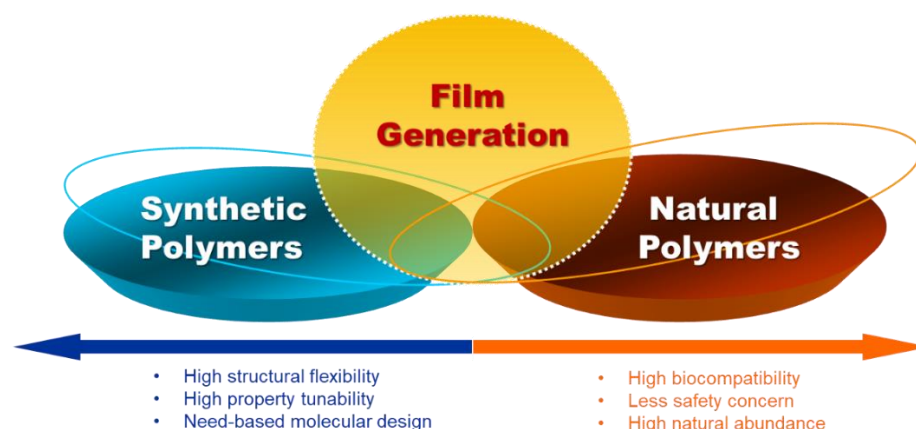 Film
Generation
Synthetic
Polymers
Natural
Polymers
• High structural flexibility
• High property tunability
• Need-based molecular design
• High biocompatibility
• Less safety concern
• High natural abundance